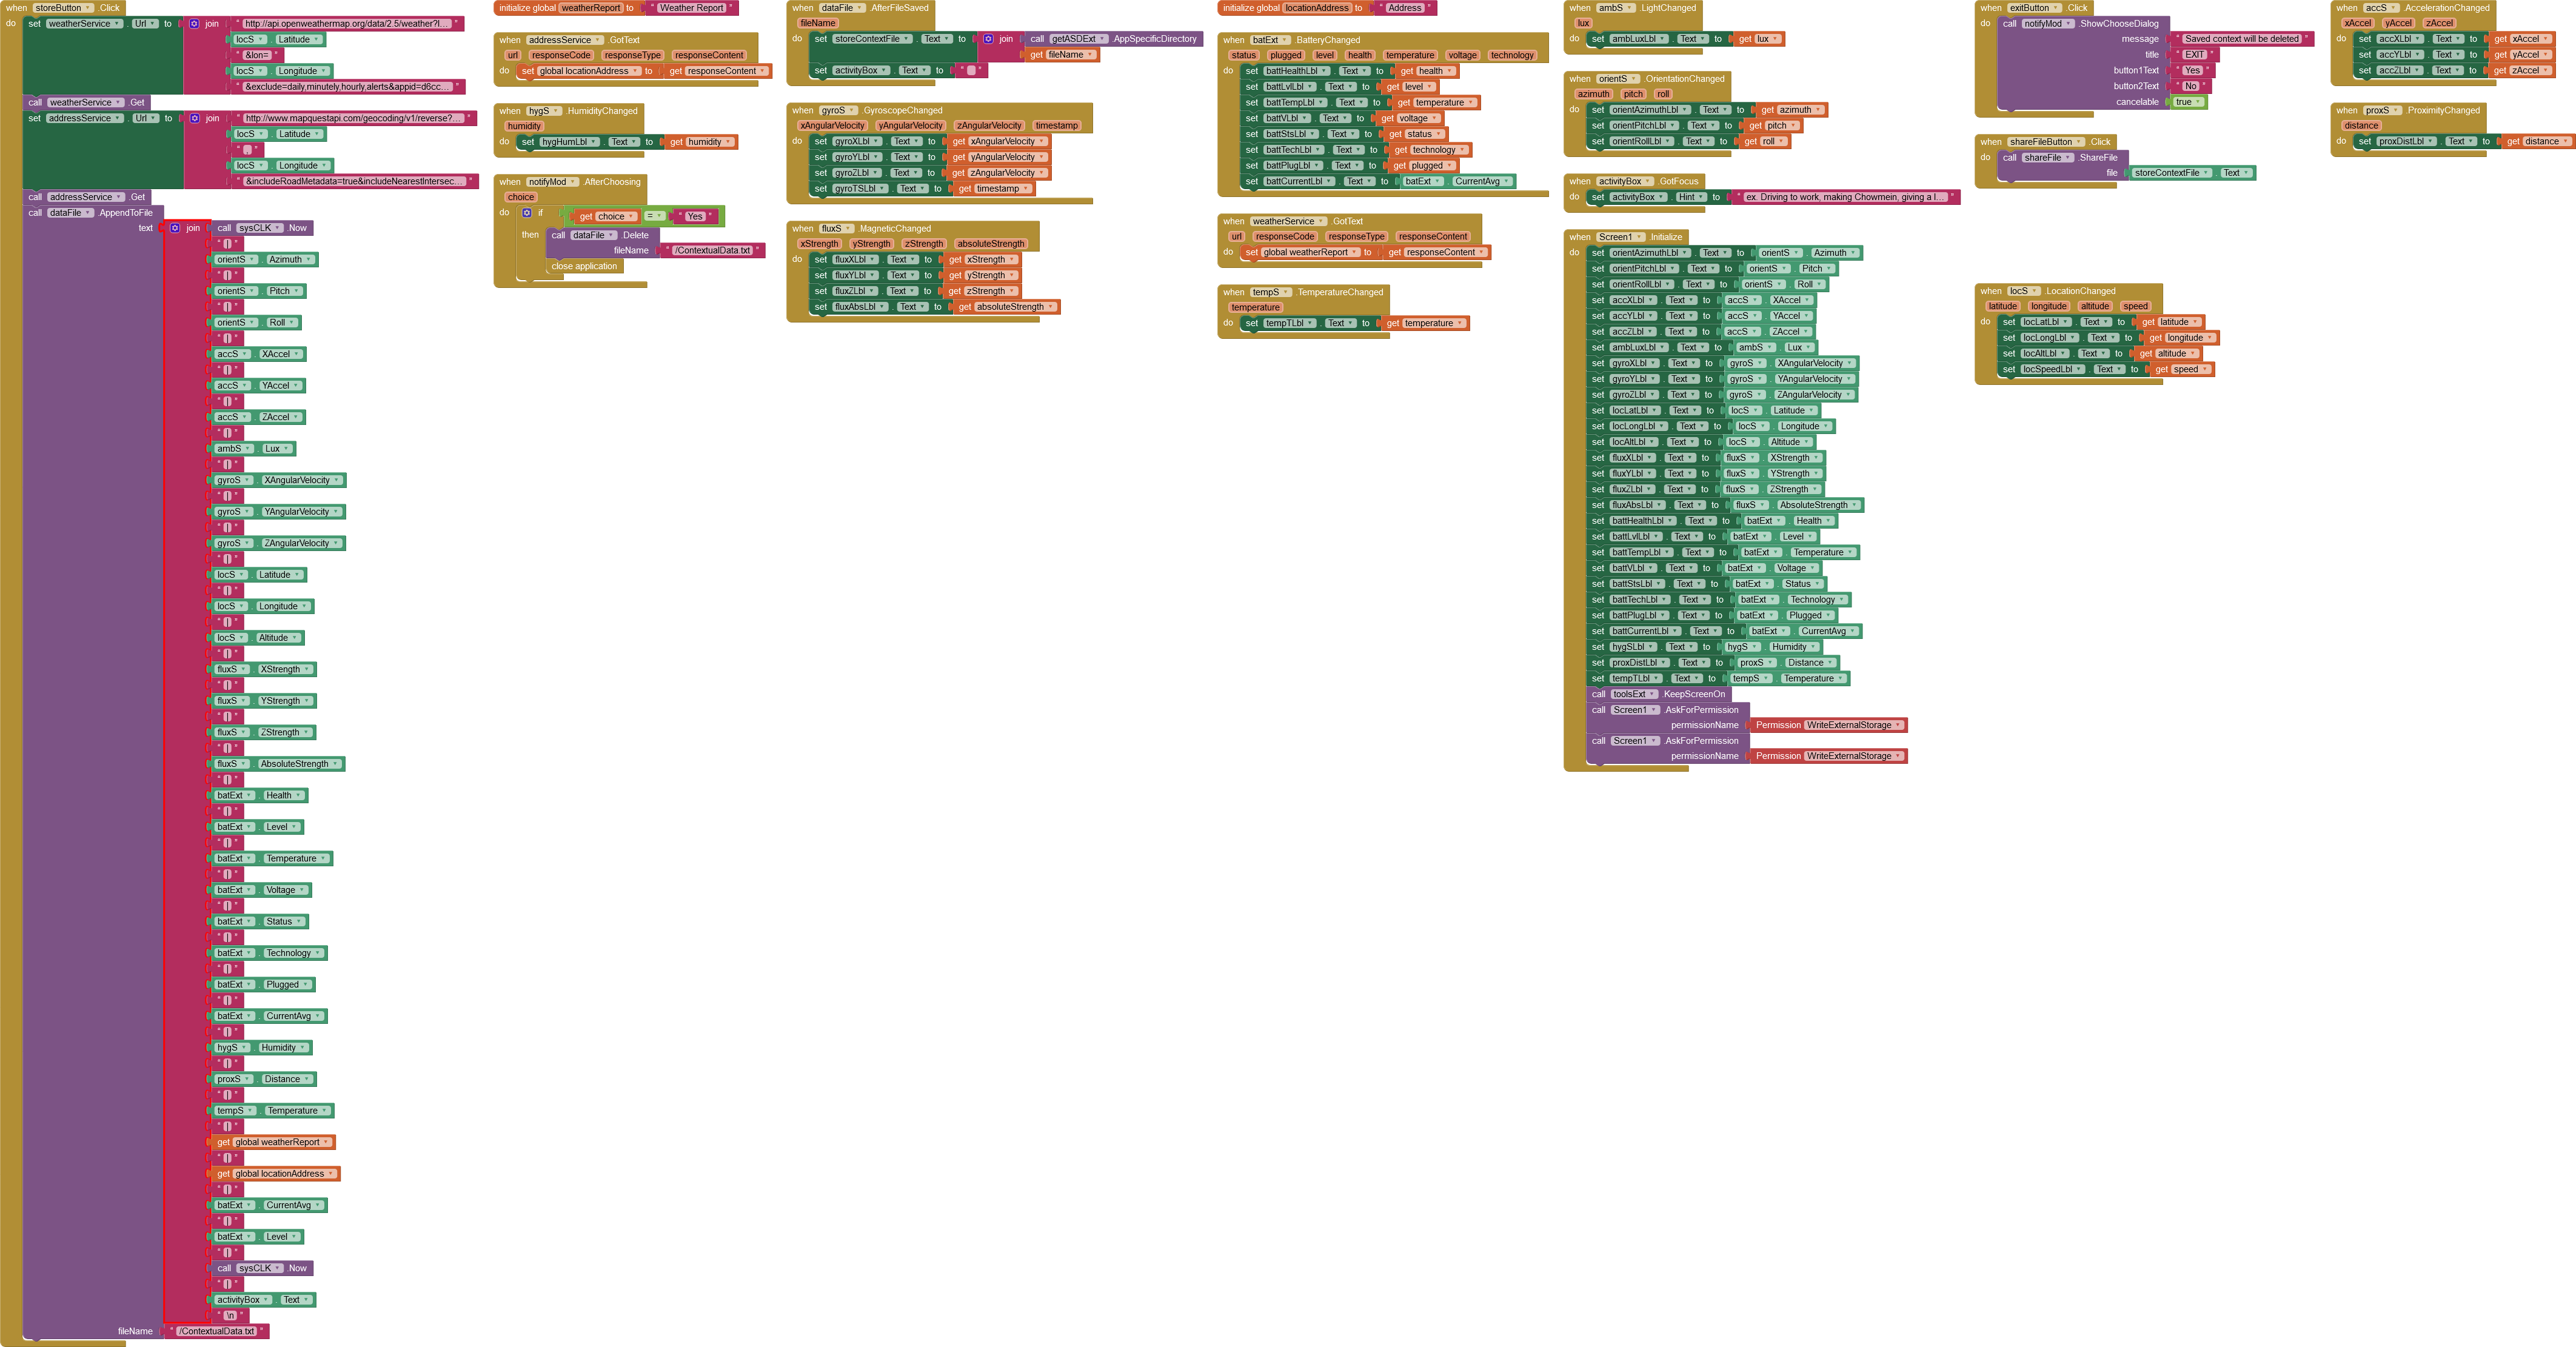 when storeButton .Click
do set weatherService . Url to join " http://api.openweathermap.org/data/2.5/weather?l... "
locS . Latitude
" &lon= "
locS . Longitude
" &exclude=daily,minutely,hourly,alerts&appid=d6cc... "
call weatherService .Get
set addressService . Url to join " http://www.mapquestapi.com/geocoding/v1/reverse?... "
locS . Latitude
" , "
locS . Longitude
" &includeRoadMetadata=true&includeNearestIntersec... "
call addressService .Get
call dataFile .AppendToFile
text join call sysCLK .Now
" | "
orientS . Azimuth
" | "
orientS . Pitch
" | "
orientS . Roll
" | "
accS . XAccel
" | "
accS . YAccel
" | "
accS . ZAccel
" | "
ambS . Lux
" | "
gyroS . XAngularVelocity
" | "
gyroS . YAngularVelocity
" | "
gyroS . ZAngularVelocity
" | "
locS . Latitude
" | "
locS . Longitude
" | "
locS . Altitude
" | "
fluxS . XStrength
" | "
fluxS . YStrength
" | "
fluxS . ZStrength
" | "
fluxS . AbsoluteStrength
" | "
batExt . Health
" | "
batExt . Level
" | "
batExt . Temperature
" | "
batExt . Voltage
" | "
batExt . Status
" | "
batExt . Technology
" | "
batExt . Plugged
" | "
batExt . CurrentAvg
" | "
hygS . Humidity
" | "
proxS . Distance
" | "
tempS . Temperature
" | "
get global weatherReport
" | "
get global locationAddress
" | "
batExt . CurrentAvg
" | "
batExt . Level
" | "
call sysCLK .Now
" | "
activityBox . Text
" \n "
fileName " /ContextualData.txt "
initialize global weatherReport to " Weather Report "
when addressService .GotText
url responseCode responseType responseContent
do set global locationAddress to get responseContent
when hygS .HumidityChanged
humidity
do set hygHumLbl . Text to get humidity
when notifyMod .AfterChoosing
choice
do if get choice = " Yes "
then call dataFile .Delete
fileName " /ContextualData.txt "
close application
when dataFile .AfterFileSaved
fileName
do set storeContextFile . Text to join call getASDExt .AppSpecificDirectory
get fileName
set activityBox . Text to " "
when gyroS .GyroscopeChanged
xAngularVelocity yAngularVelocity zAngularVelocity timestamp
do set gyroXLbl . Text to get xAngularVelocity
set gyroYLbl . Text to get yAngularVelocity
set gyroZLbl . Text to get zAngularVelocity
set gyroTSLbl . Text to get timestamp
when fluxS .MagneticChanged
xStrength yStrength zStrength absoluteStrength
do set fluxXLbl . Text to get xStrength
set fluxYLbl . Text to get yStrength
set fluxZLbl . Text to get zStrength
set fluxAbsLbl . Text to get absoluteStrength
initialize global locationAddress to " Address "
when batExt .BatteryChanged
status plugged level health temperature voltage technology
do set battHealthLbl . Text to get health
set battLvlLbl . Text to get level
set battTempLbl . Text to get temperature
set battVLbl . Text to get voltage
set battStsLbl . Text to get status
set battTechLbl . Text to get technology
set battPlugLbl . Text to get plugged
set battCurrentLbl . Text to batExt . CurrentAvg
when weatherService .GotText
url responseCode responseType responseContent
do set global weatherReport to get responseContent
when tempS .TemperatureChanged
temperature
do set tempTLbl . Text to get temperature
when ambS .LightChanged
lux
do set ambLuxLbl . Text to get lux
when orientS .OrientationChanged
azimuth pitch roll
do set orientAzimuthLbl . Text to get azimuth
set orientPitchLbl . Text to get pitch
set orientRollLbl . Text to get roll
when activityBox .GotFocus
do set activityBox . Hint to " ex. Driving to work, making Chowmein, giving a l... "
when Screen1 .Initialize
do set orientAzimuthLbl . Text to orientS . Azimuth
set orientPitchLbl . Text to orientS . Pitch
set orientRollLbl . Text to orientS . Roll
set accXLbl . Text to accS . XAccel
set accYLbl . Text to accS . YAccel
set accZLbl . Text to accS . ZAccel
set ambLuxLbl . Text to ambS . Lux
set gyroXLbl . Text to gyroS . XAngularVelocity
set gyroYLbl . Text to gyroS . YAngularVelocity
set gyroZLbl . Text to gyroS . ZAngularVelocity
set locLatLbl . Text to locS . Latitude
set locLongLbl . Text to locS . Longitude
set locAltLbl . Text to locS . Altitude
set fluxXLbl . Text to fluxS . XStrength
set fluxYLbl . Text to fluxS . YStrength
set fluxZLbl . Text to fluxS . ZStrength
set fluxAbsLbl . Text to fluxS . AbsoluteStrength
set battHealthLbl . Text to batExt . Health
set battLvlLbl . Text to batExt . Level
set battTempLbl . Text to batExt . Temperature
set battVLbl . Text to batExt . Voltage
set battStsLbl . Text to batExt . Status
set battTechLbl . Text to batExt . Technology
set battPlugLbl . Text to batExt . Plugged
set battCurrentLbl . Text to batExt . CurrentAvg
set hygSLbl . Text to hygS . Humidity
set proxDistLbl . Text to proxS . Distance
set tempTLbl . Text to tempS . Temperature
call toolsExt .KeepScreenOn
call Screen1 .AskForPermission
permissionName Permission WriteExternalStorage
call Screen1 .AskForPermission
permissionName Permission WriteExternalStorage
when exitButton .Click
do call notifyMod .ShowChooseDialog
message " Saved context will be deleted "
title " EXIT "
button1Text " Yes "
button2Text " No "
cancelable true
when shareFileButton .Click
do call shareFile .ShareFile
file storeContextFile . Text
when locS .LocationChanged
latitude longitude altitude speed
do set locLatLbl . Text to get latitude
set locLongLbl . Text to get longitude
set locAltLbl . Text to get altitude
set locSpeedLbl . Text to get speed
when accS .AccelerationChanged
xAccel yAccel zAccel
do set accXLbl . Text to get xAccel
set accYLbl . Text to get yAccel
set accZLbl . Text to get zAccel
when proxS .ProximityChanged
distance
do set proxDistLbl . Text to get distance